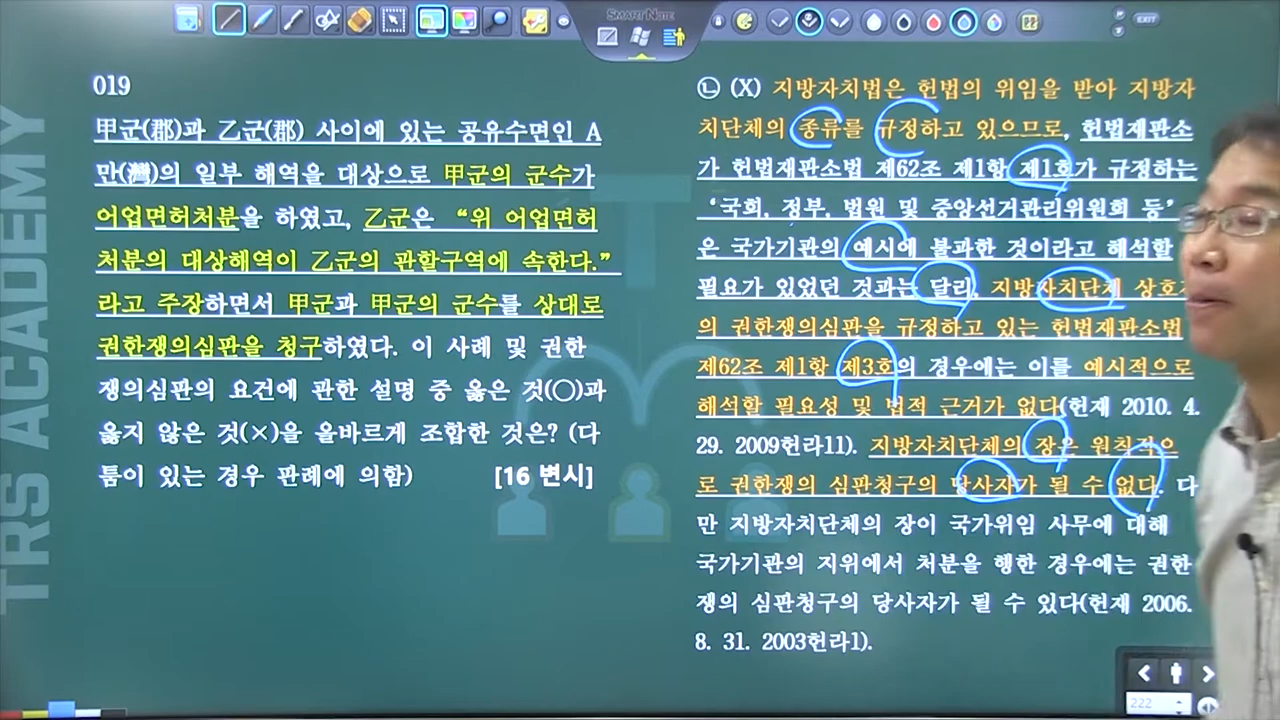 SMART NOTE
EXIT
019
甲군(郡)과 乙군(郡) 사이에 있는 공유수면인 A
만(灣)의 일부 해역을 대상으로 甲군의 군수가
어업면허처분을 하였고, 乙군은 “위 어업면허
처분의 대상해역이 乙군의 관할구역에 속한다.”
라고 주장하면서 甲군과 甲군의 군수를 상대로
권한쟁의심판을 청구하였다. 이 사례 및 권한
쟁의심판의 요건에 관한 설명 중 옳은 것(○)과
옳지 않은 것(×)을 올바르게 조합한 것은? (다
툼이 있는 경우 판례에 의함)
[16 변시]
㉡ (X) 지방자치법은 헌법의 위임을 받아 지방자
치단체의 종류를 규정하고 있으므로, 헌법재판소
가 헌법재판소법 제62조 제1항 제1호가 규정하는
‘국회, 정부, 법원 및 중앙선거관리위원회 등’
은 국가기관의 예시에 불과한 것이라고 해석할
필요가 있었던 것과는 달리, 지방자치단체 상호
의 권한쟁의심판을 규정하고 있는 헌법재판소법
제62조 제1항 제3호의 경우에는 이를 예시적으로
해석할 필요성 및 법적 근거가 없다(헌재 2010. 4.
29. 2009헌라11). 지방자치단체의 장은 원칙적으
로 권한쟁의 심판청구의 당사자가 될 수 없다. 다
만 지방자치단체의 장이 국가위임 사무에 대해
국가기관의 지위에서 처분을 행한 경우에는 권한
쟁의 심판청구의 당사자가 될 수 있다(헌재 2006.
8. 31. 2003헌라1).
TRS ACADEMY
222